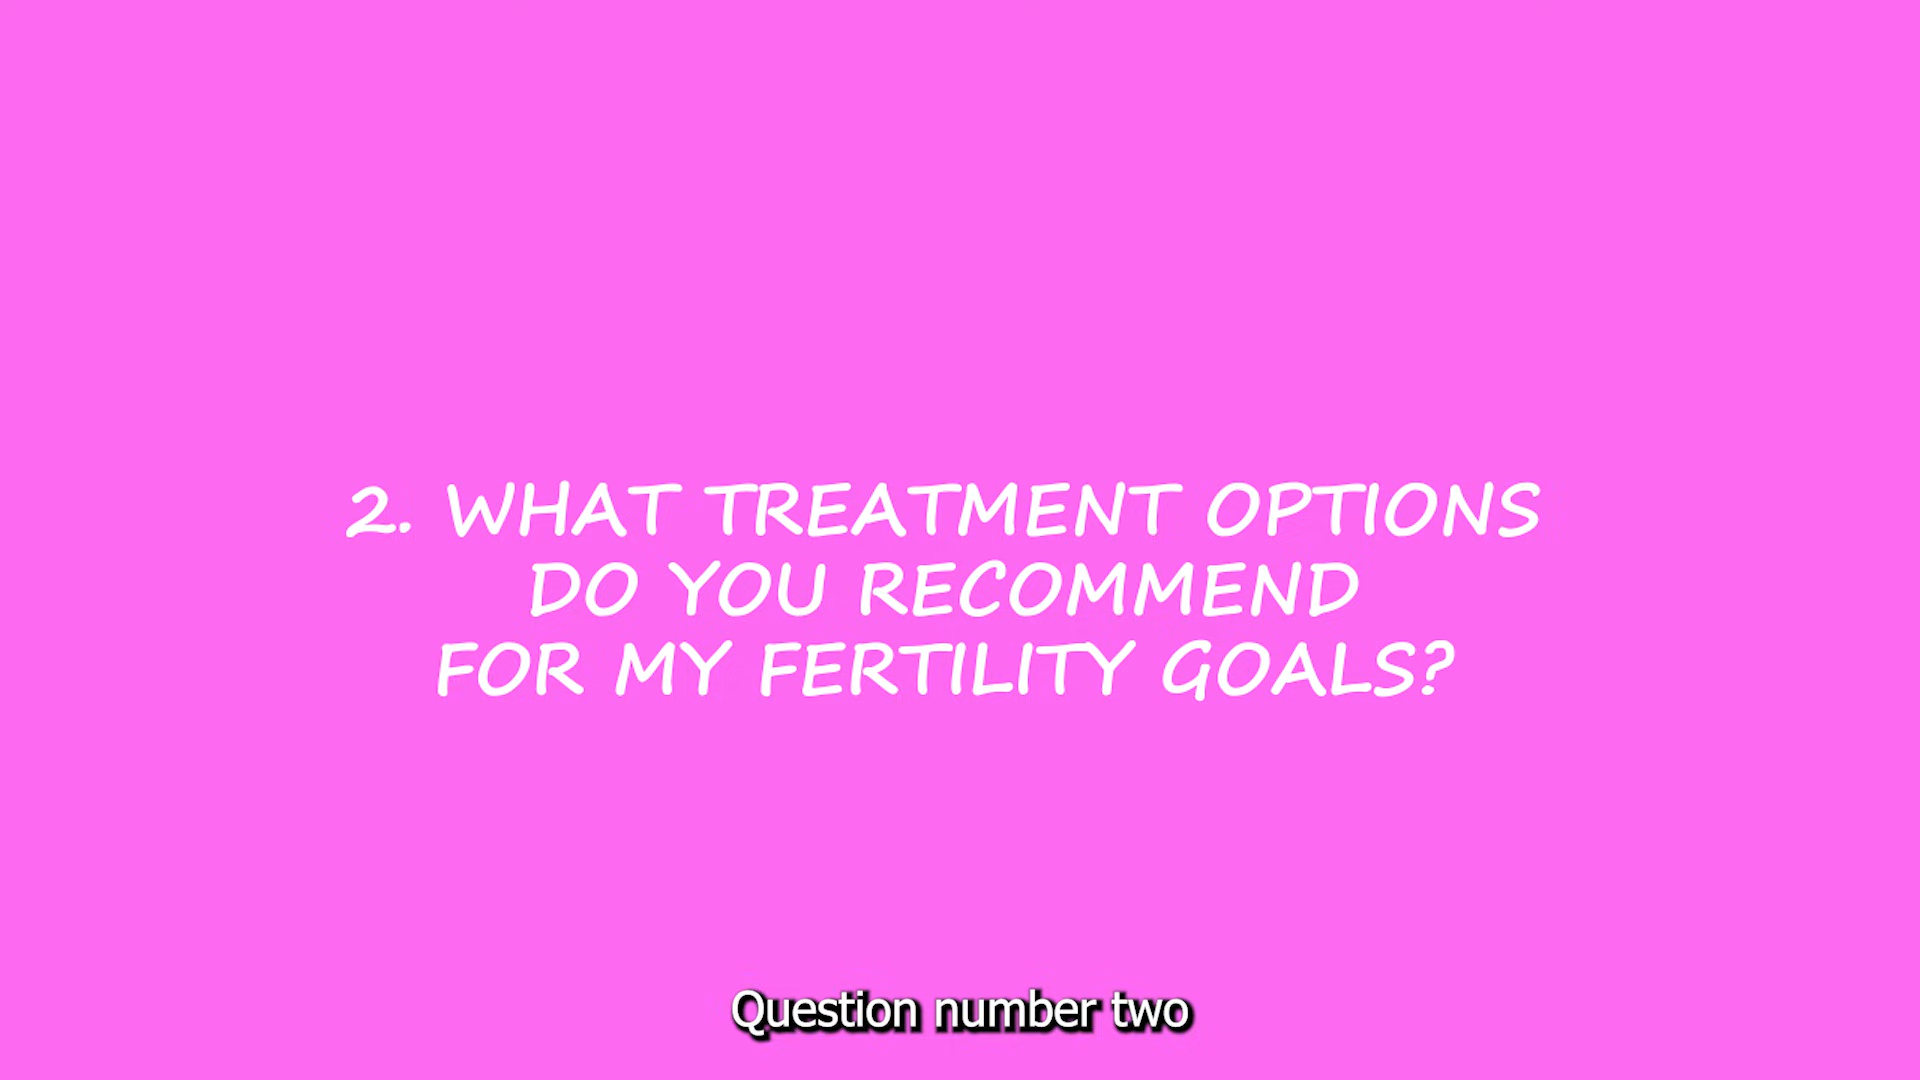 2. WHAT TREATMENT OPTIONS
DO YOU RECOMMEND
FOR MY FERTILITY GOALS?
Question number two